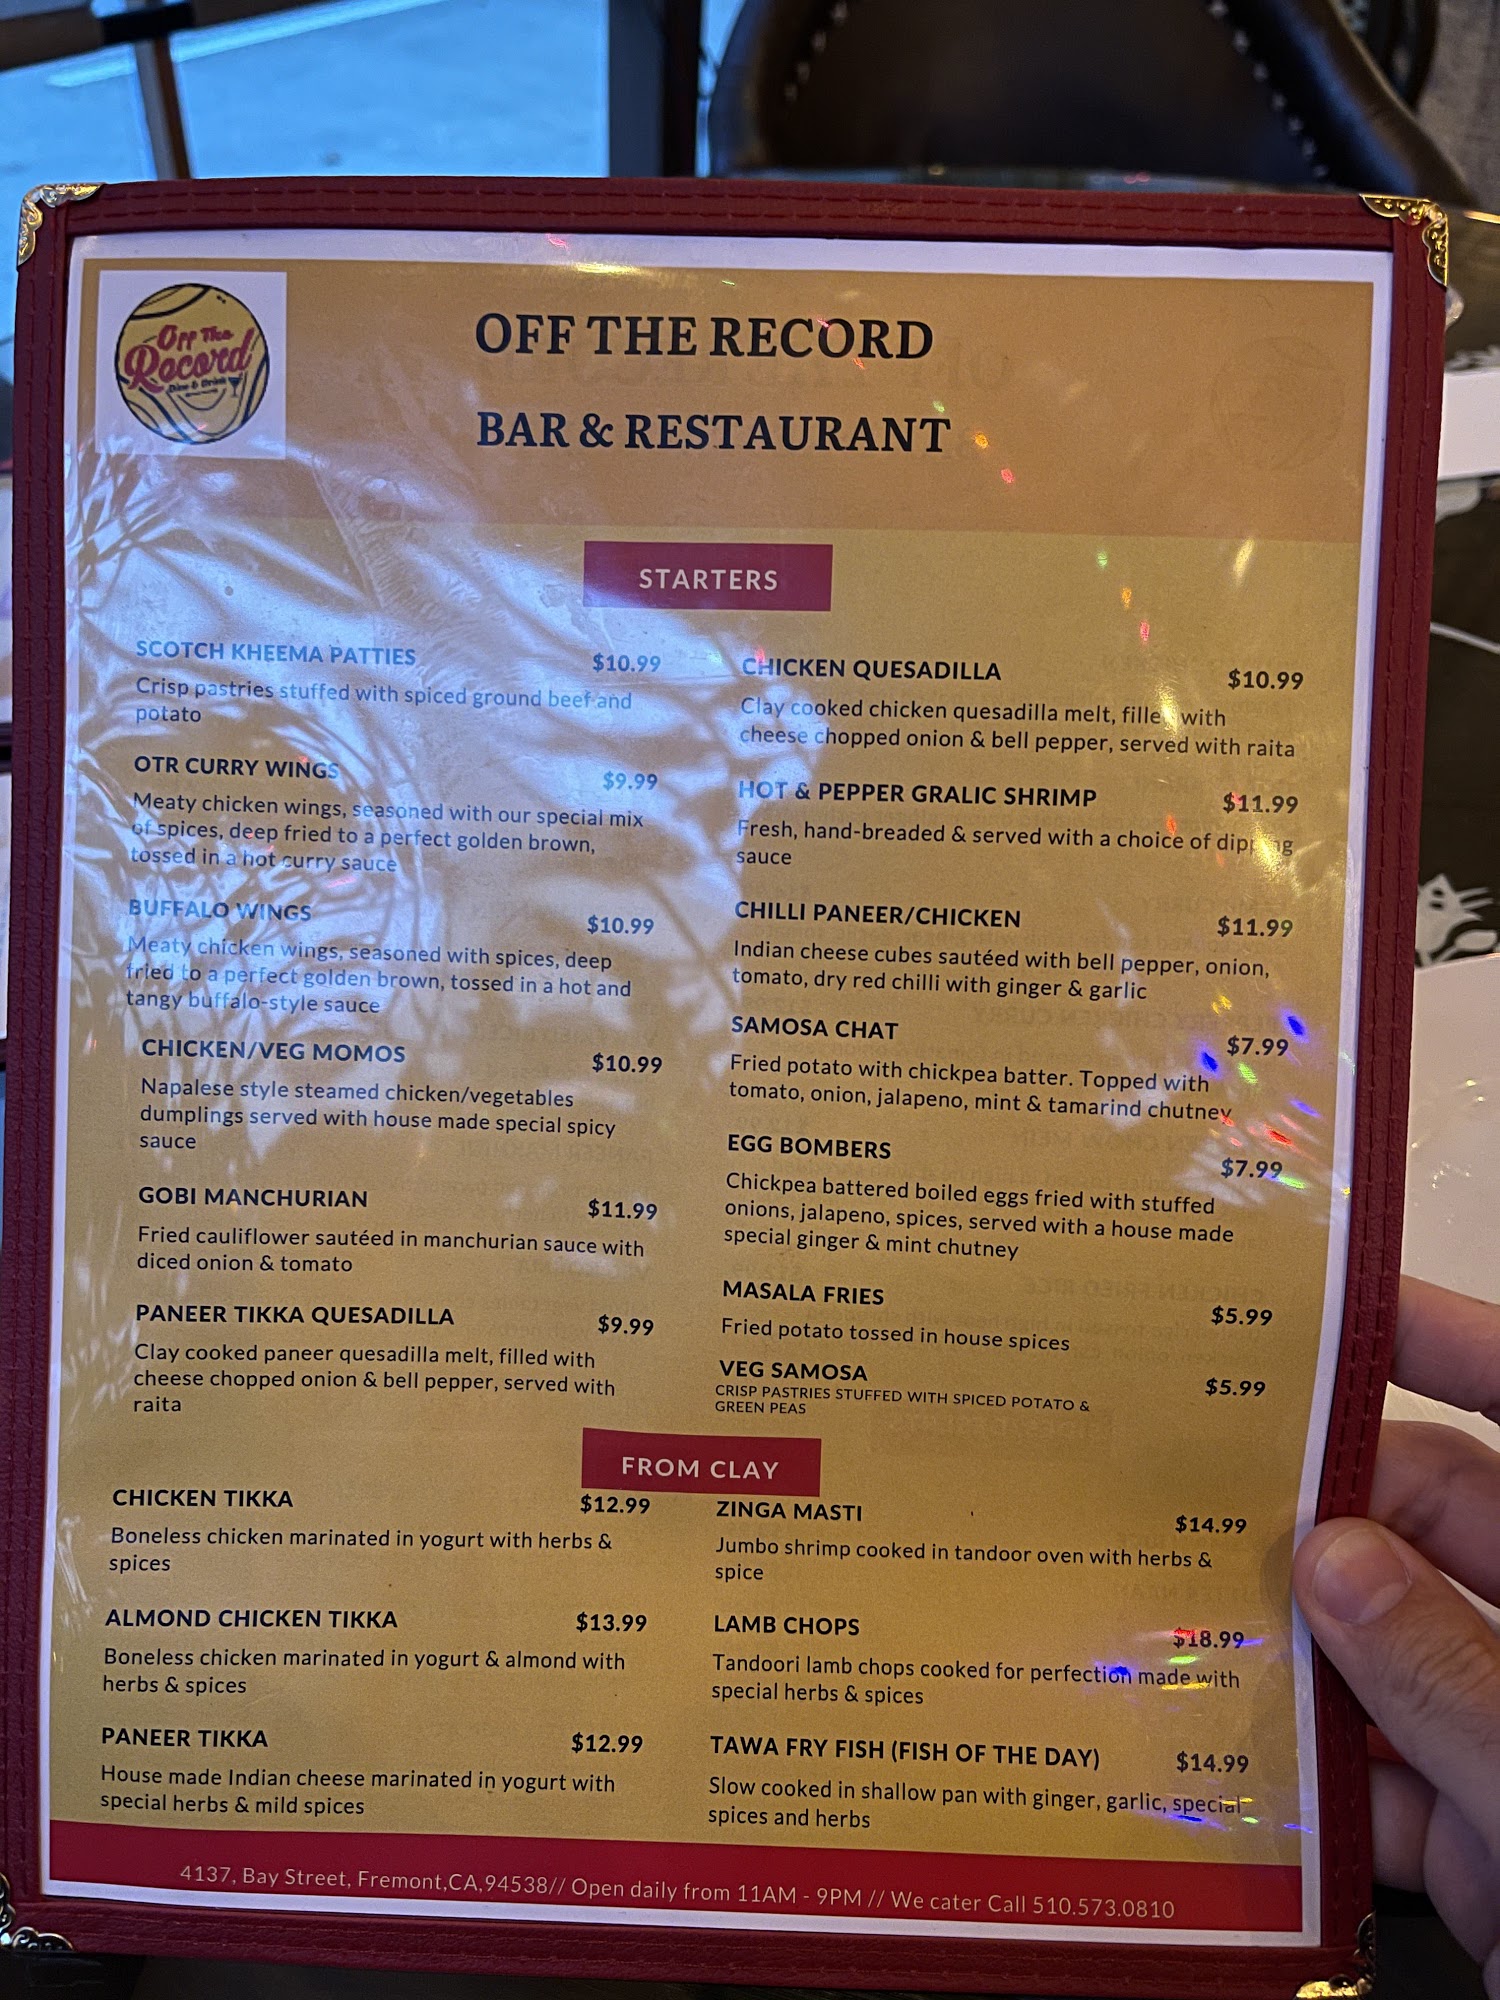 Off The
Record
Dine & Drink
OFF THE RECORD
BAR & RESTAURANT
STARTERS
SCOTCH KHEEMA PATTIES
$10.99
Crisp pastries stuffed with spiced ground beef and
potato
OTR CURRY WINGS
$9.99
Meaty chicken wings, seasoned with our special mix
of spices, deep fried to a perfect golden brown,
tossed in a hot curry sauce
BUFFALO WINGS
$10.99
Meaty chicken wings, seasoned with spices, deep
fried to a perfect golden brown, tossed in a hot and
tangy buffalo-style sauce
CHICKEN/VEG MOMOS
$10.99
Napalese style steamed chicken/vegetables
dumplings served with house made special spicy
sauce
GOBI MANCHURIAN
$11.99
Fried cauliflower sautéed in manchurian sauce with
diced onion & tomato
PANEER TIKKA QUESADILLA
$9.99
Clay cooked paneer quesadilla melt, filled with
cheese chopped onion & bell pepper, served with
raita
CHICKEN QUESADILLA
$10.99
Clay cooked chicken quesadilla melt, filled with
cheese chopped onion & bell pepper, served with raita
HOT & PEPPER GRALIC SHRIMP
$11.99
Fresh, hand-breaded & served with a choice of dipping
sauce
CHILLI PANEER/CHICKEN
$11.99
Indian cheese cubes sautéed with bell pepper, onion,
tomato, dry red chilli with ginger & garlic
SAMOSA CHAT
$7.99
Fried potato with chickpea batter. Topped with
tomato, onion, jalapeno, mint & tamarind chutney
EGG BOMBERS
$7.99
Chickpea battered boiled eggs fried with stuffed
onions, jalapeno, spices, served with a house made
special ginger & mint chutney
MASALA FRIES
$5.99
Fried potato tossed in house spices
VEG SAMOSA
$5.99
CRISP PASTRIES STUFFED WITH SPICED POTATO &
GREEN PEAS
FROM CLAY
CHICKEN TIKKA
$12.99
Boneless chicken marinated in yogurt with herbs &
spices
ALMOND CHICKEN TIKKA
$13.99
Boneless chicken marinated in yogurt & almond with
herbs & spices
PANEER TIKKA
$12.99
House made Indian cheese marinated in yogurt with
special herbs & mild spices
ZINGA MASTI
$14.99
Jumbo shrimp cooked in tandoor oven with herbs &
spice
LAMB CHOPS
$18.99
Tandoori lamb chops cooked for perfection made with
special herbs & spices
TAWA FRY FISH (FISH OF THE DAY)
$14.99
Slow cooked in shallow pan with ginger, garlic, special
spices and herbs
4137, Bay Street, Fremont,CA,94538// Open daily from 11AM - 9PM // We cater Call 510.573.0810